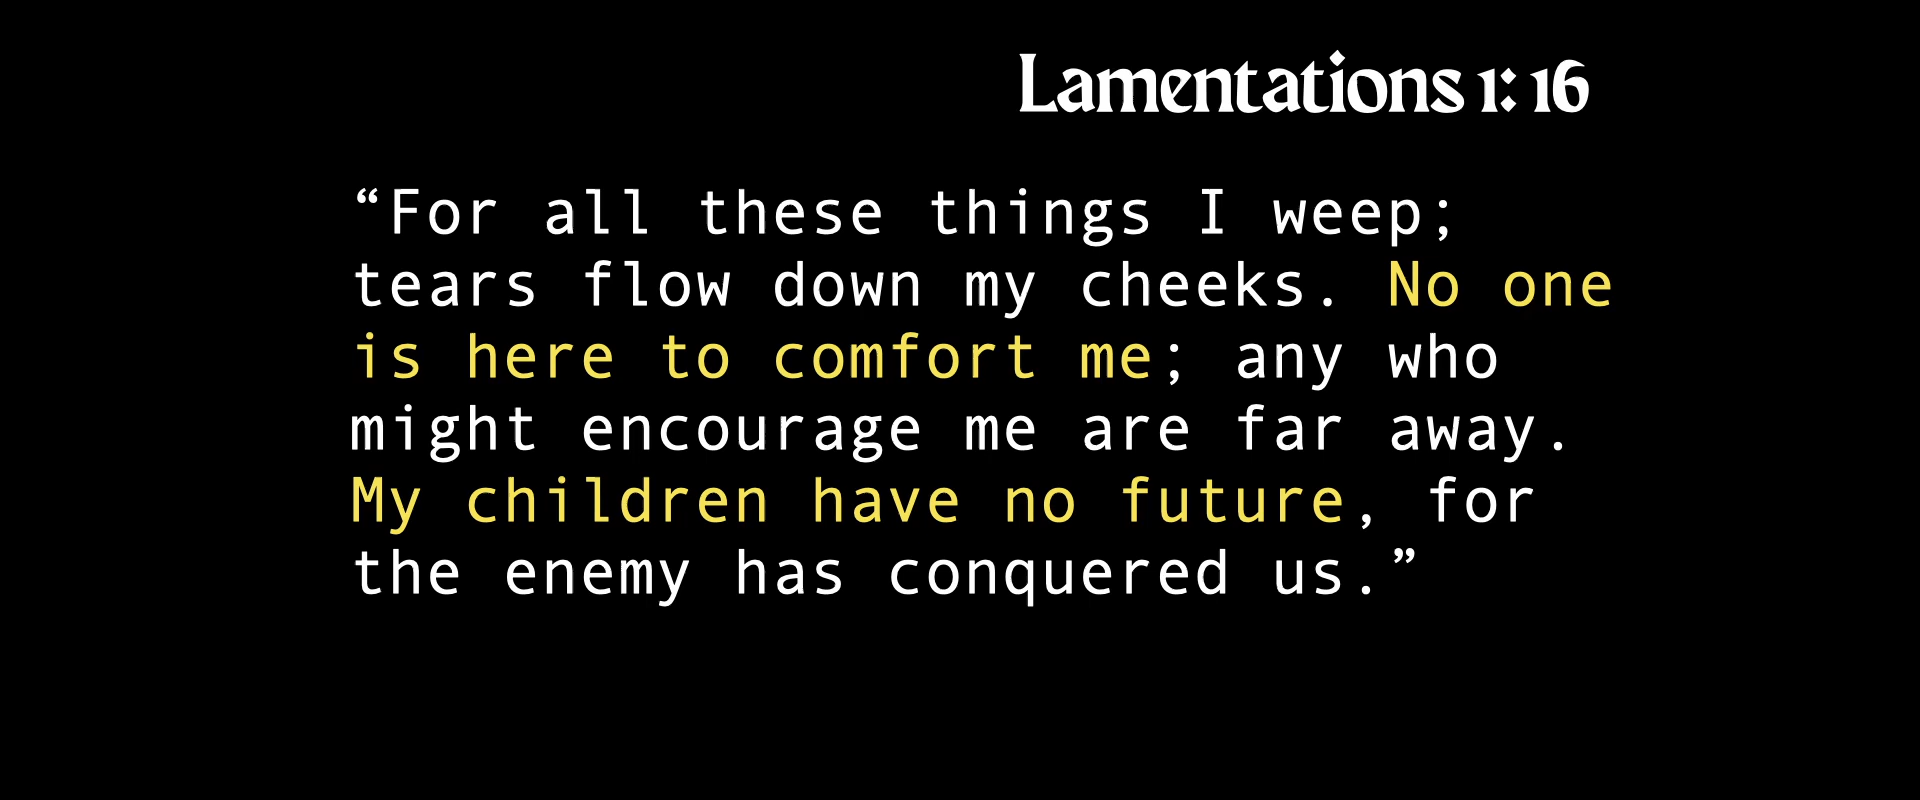 Lamentations 1: 16
“For all these things I weep;
tears flow down my cheeks. No one
is here to comfort me; any who
might encourage me are far away.
My children have no future, for
the enemy has conquered us.”